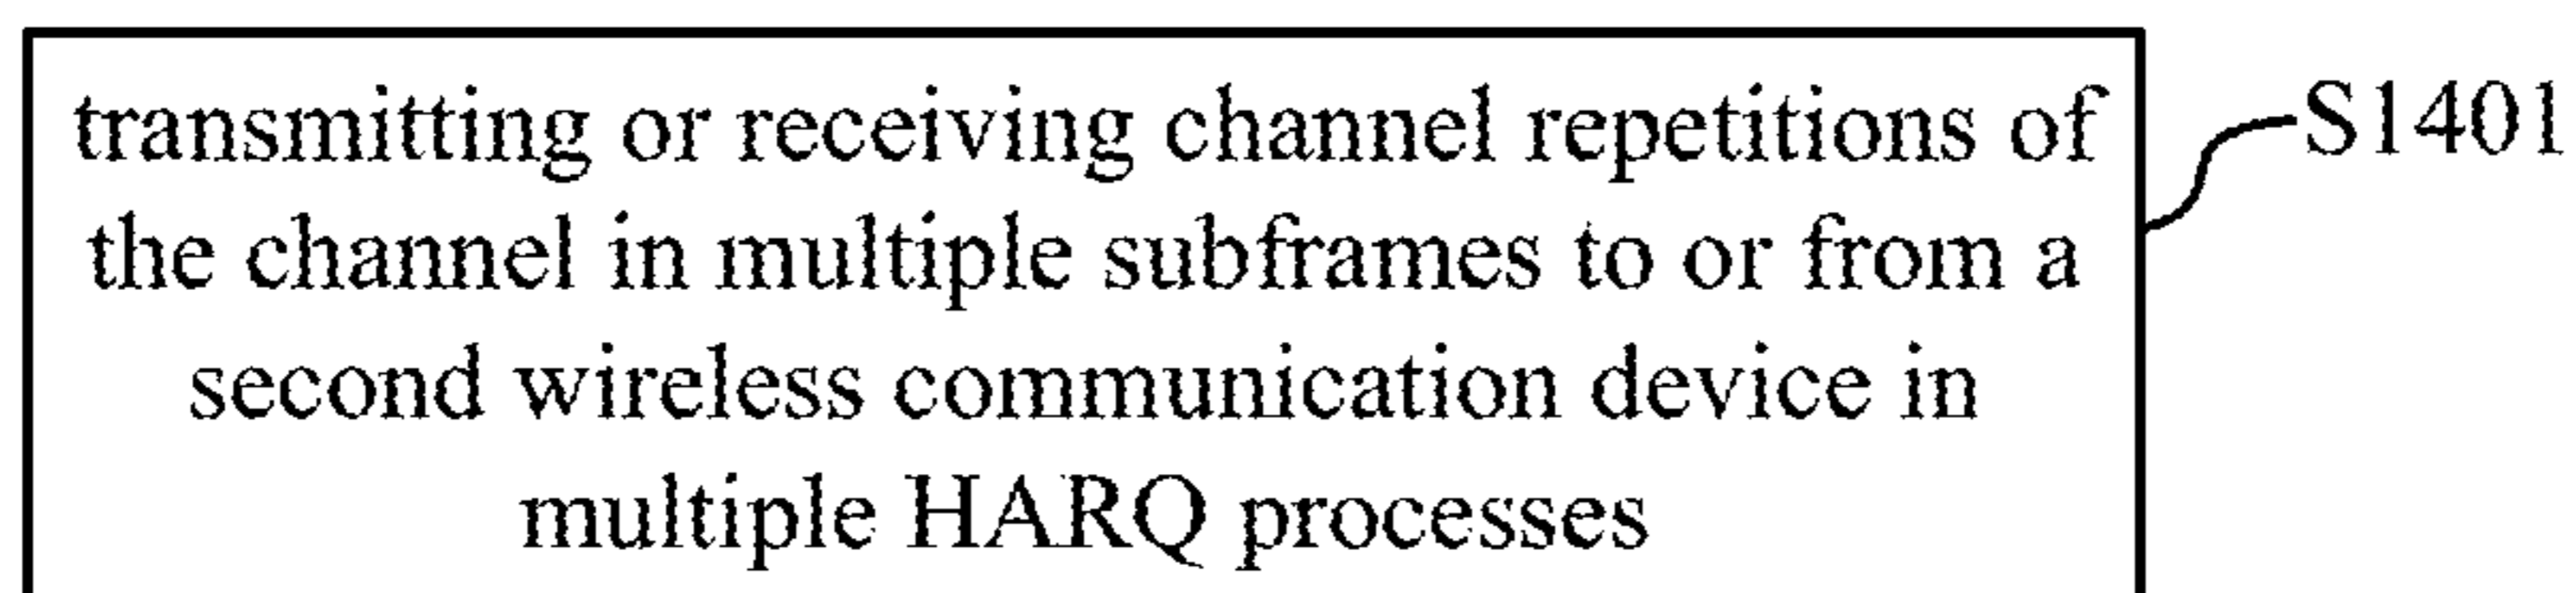 transmitting or receiving channel repetitions of
the channel in multiple subframes to or from a
second wireless communication device in
multiple HARQ processes
S1401